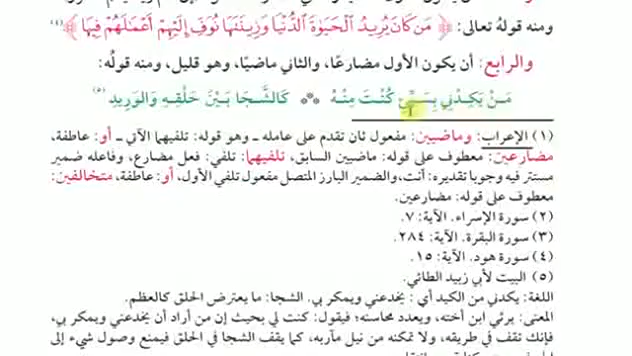 ومنه قوله تعالى: ﴿مَن كَانَ يُرِيدُ الْحَيَوٰةَ الدُّنْيَا وَزِينَتَهَا نُوَفِّ إِلَيْهِمْ أَعْمَالَهُمْ فِيهَا﴾
والرابع: أن يكون الأول مضارعًا، والثاني ماضيًا، وهو قليل، ومنه قولُه:
مَنْ يَكِدْنِي بِسَيِّئٍ كُنْتَ مِنْهُ كَالشَّجَا بَيْنَ حَلْقِهِ وَالوَرِيدِ (٥)
(١) الإعراب: وماضيين: مفعول ثان تقدم على عامله ـ وهو قوله: تلفيهما الآتي ـ أو: عاطفة،
مضارعين: معطوف على قوله: ماضيين السابق، تلفيهما: تلفي: فعل مضارع، وفاعله ضمير
مستتر فيه وجوبا تقديره: أنت، والضمير البارز المتصل مفعول تلفي الأول، أو: عاطفة، متخالفين:
معطوف على قوله: مضارعين.
(٢) سورة الإسراء. الآية: ٧.
(٣) سورة البقرة. الآية: ٢٨٤.
(٤) سورة هود. الآية: ١٥.
(٥) البيت لأبي زبيد الطائي.
اللغة: يكدني من الكيد أي: يخدعني ويمكر بي. الشجا: ما يعترض الحلق كالعظم.
المعنى: يرثي ابن أخته، ويعدد محاسنه؛ فيقول: كنت لي بحيث إن من أراد أن يخدعني ويمكر بي،
فإنك تقف في طريقه، ولا تمكنه من نيل مآربه، كما يقف الشجا في الحلق فيمنع وصول شيء إلى